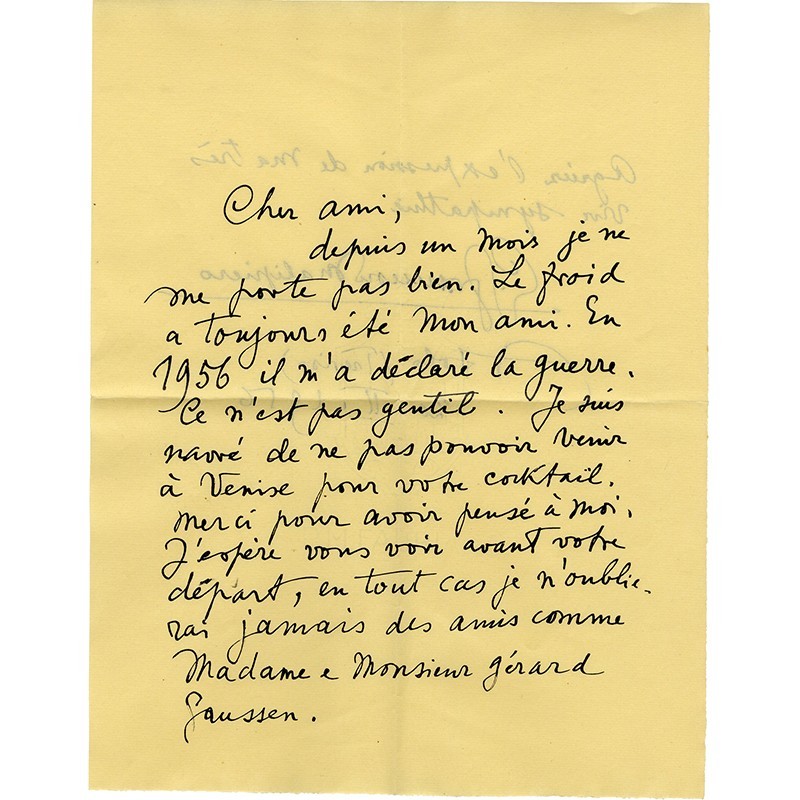 Cher ami,
depuis un mois je ne
me porte pas bien. Le froid
a toujours été mon ami. En
1956 il m'a déclaré la guerre.
Ce n'est pas gentil. Je suis
navré de ne pas pouvoir venir
à Venise pour votre cocktaïl.
Merci pour avoir pensé à moi.
J'espère vous voir avant votre
départ, en tout cas je n'oublie-
rai jamais des amis comme
Madame e Monsieur Gérard
Gaussen.